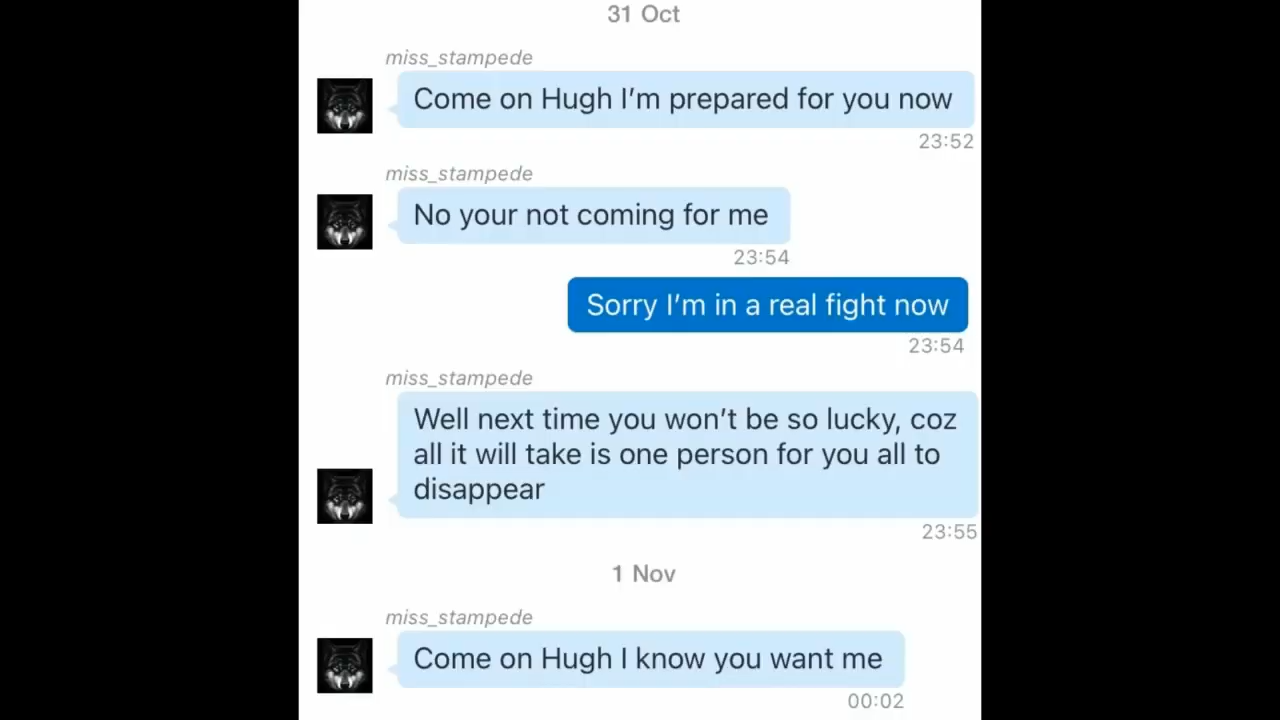 31 Oct
miss_stampede
Come on Hugh I’m prepared for you now
23:52
miss_stampede
No your not coming for me
23:54
Sorry I’m in a real fight now
23:54
miss_stampede
Well next time you won’t be so lucky, coz
all it will take is one person for you all to
disappear
23:55
1 Nov
miss_stampede
Come on Hugh I know you want me
00:02